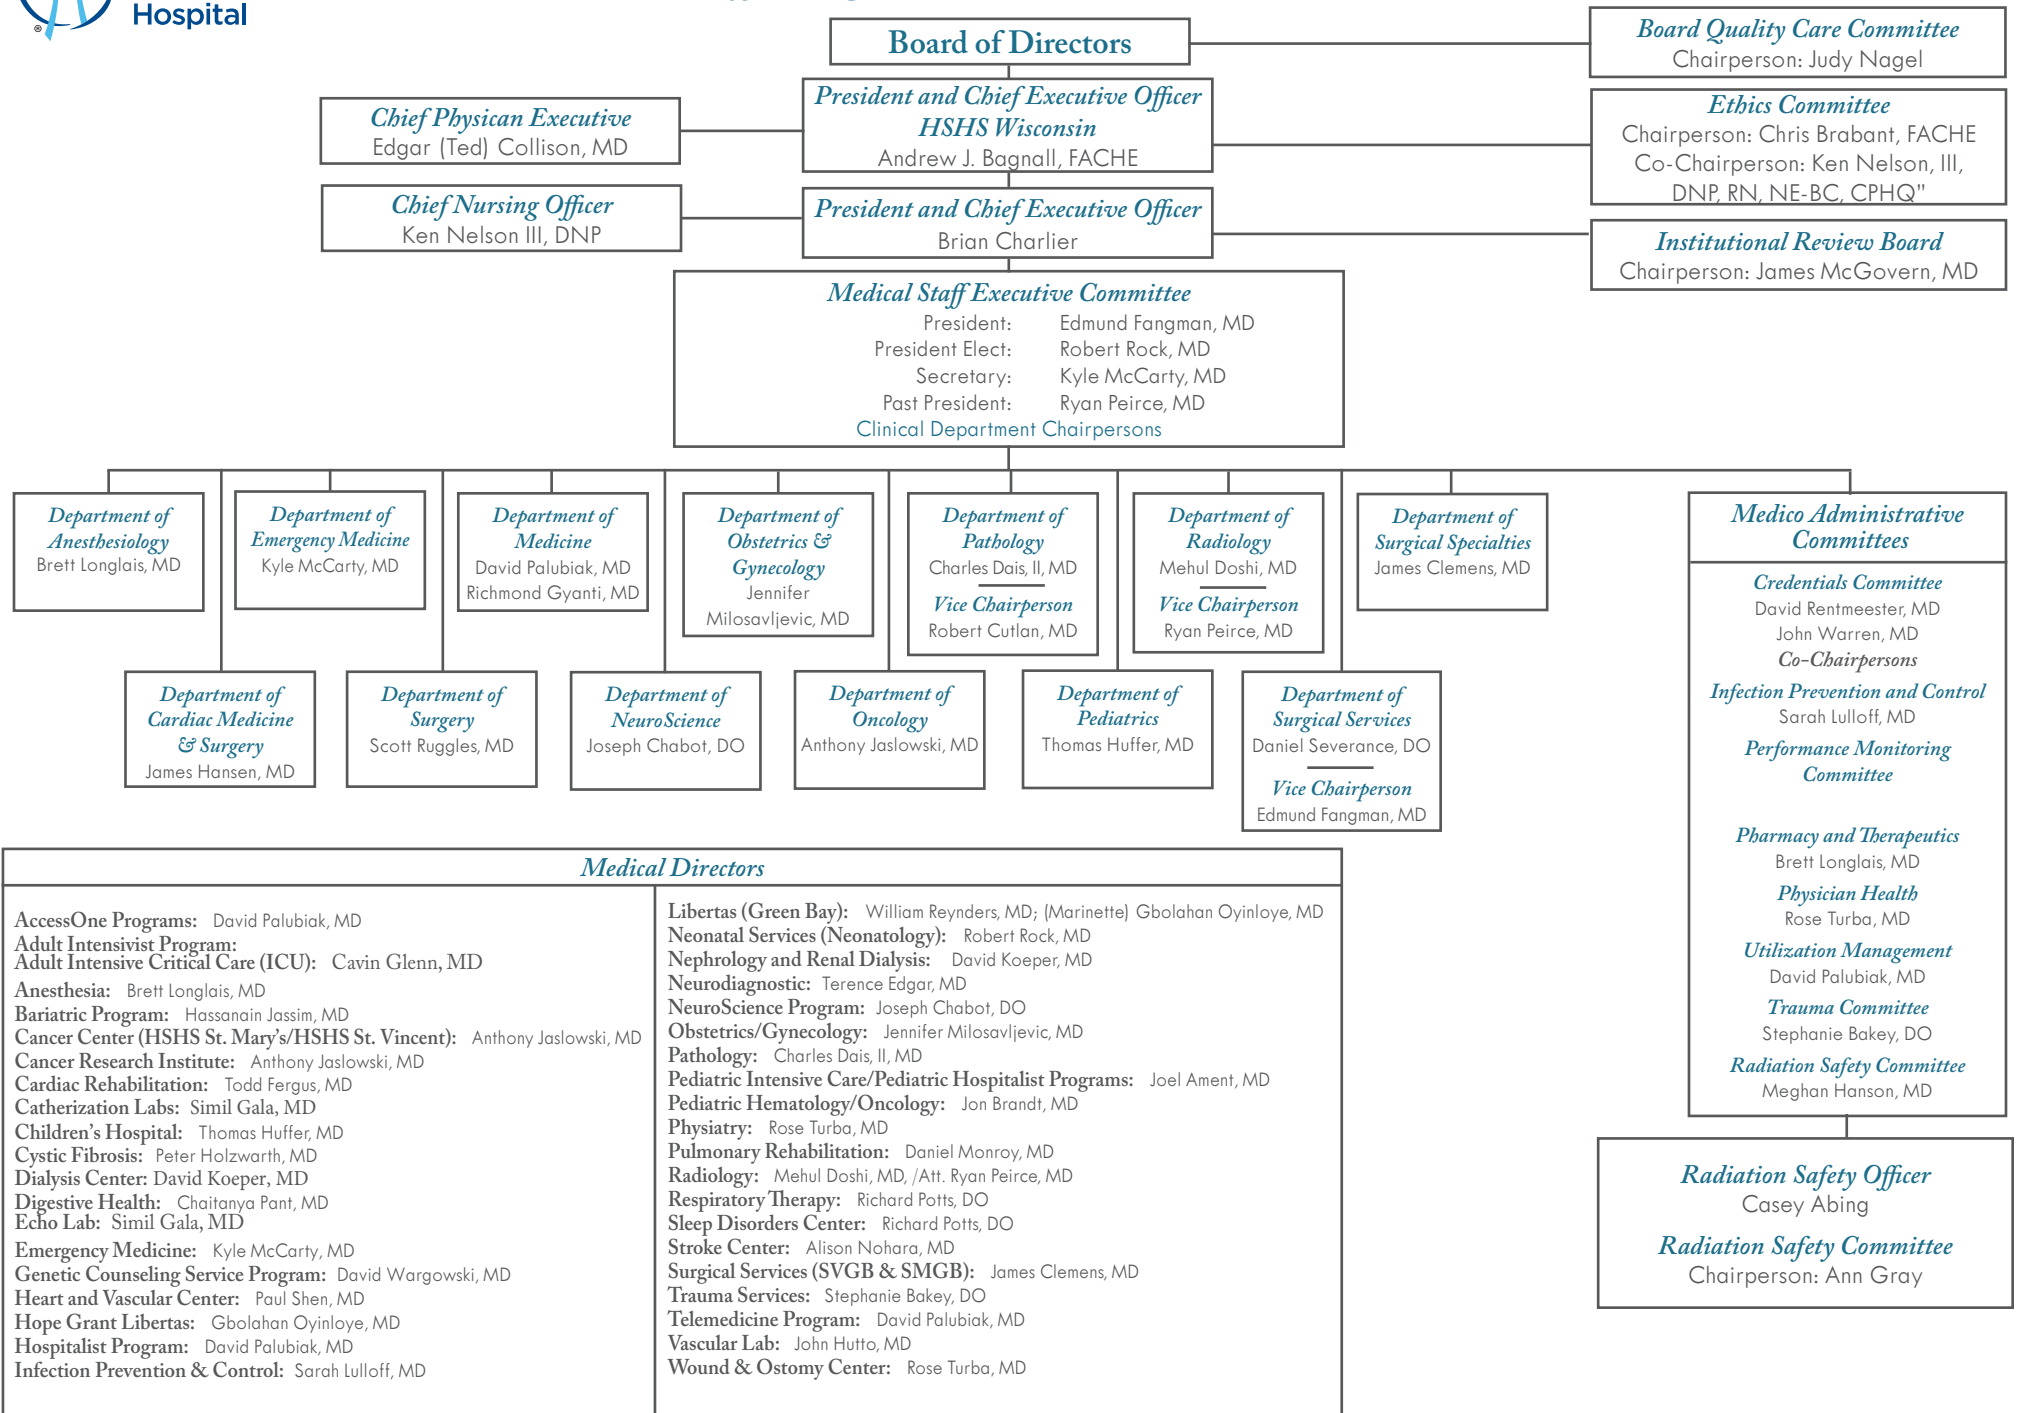 Hospital
®
Board of Directors
Board Quality Care Committee
Chairperson: Judy Nagel
President and Chief Executive Officer
HSHS Wisconsin
Andrew J. Bagnall, FACHE
Chief Physican Executive
Edgar (Ted) Collison, MD
Ethics Committee
Chairperson: Chris Brabant, FACHE
Co-Chairperson: Ken Nelson, III,
DNP, RN, NE-BC, CPHQ"
Chief Nursing Officer
Ken Nelson III, DNP
President and Chief Executive Officer
Brian Charlier
Institutional Review Board
Chairperson: James McGovern, MD
Medical Staff Executive Committee
President: Edmund Fangman, MD
President Elect: Robert Rock, MD
Secretary: Kyle McCarty, MD
Past President: Ryan Peirce, MD
Clinical Department Chairpersons
Department of
Anesthesiology
Brett Longlais, MD
Department of
Emergency Medicine
Kyle McCarty, MD
Department of
Medicine
David Palubiak, MD
Richmond Gyanti, MD
Department of
Obstetrics &
Gynecology
Jennifer
Milosavljevic, MD
Department of
Pathology
Charles Dais, II, MD
Vice Chairperson
Robert Cutlan, MD
Department of
Radiology
Mehul Doshi, MD
Vice Chairperson
Ryan Peirce, MD
Department of
Surgical Specialties
James Clemens, MD
Department of
Cardiac Medicine
& Surgery
James Hansen, MD
Department of
Surgery
Scott Ruggles, MD
Department of
NeuroScience
Joseph Chabot, DO
Department of
Oncology
Anthony Jaslowski, MD
Department of
Pediatrics
Thomas Huffer, MD
Department of
Surgical Services
Daniel Severance, DO
Vice Chairperson
Edmund Fangman, MD
Medico Administrative
Committees
Credentials Committee
David Rentmeester, MD
John Warren, MD
Co-Chairpersons
Infection Prevention and Control
Sarah Lulloff, MD
Performance Monitoring
Committee
Pharmacy and Therapeutics
Brett Longlais, MD
Physician Health
Rose Turba, MD
Utilization Management
David Palubiak, MD
Trauma Committee
Stephanie Bakey, DO
Radiation Safety Committee
Meghan Hanson, MD
Radiation Safety Officer
Casey Abing
Radiation Safety Committee
Chairperson: Ann Gray
Medical Directors
AccessOne Programs: David Palubiak, MD
Adult Intensivist Program:
Adult Intensive Critical Care (ICU): Cavin Glenn, MD
Anesthesia: Brett Longlais, MD
Bariatric Program: Hassanain Jassim, MD
Cancer Center (HSHS St. Mary's/HSHS St. Vincent): Anthony Jaslowski, MD
Cancer Research Institute: Anthony Jaslowski, MD
Cardiac Rehabilitation: Todd Fergus, MD
Catherization Labs: Simil Gala, MD
Children's Hospital: Thomas Huffer, MD
Cystic Fibrosis: Peter Holzwarth, MD
Dialysis Center: David Koeper, MD
Digestive Health: Chaitanya Pant, MD
Echo Lab: Simil Gala, MD
Emergency Medicine: Kyle McCarty, MD
Genetic Counseling Service Program: David Wargowski, MD
Heart and Vascular Center: Paul Shen, MD
Hope Grant Libertas: Gbolahan Oyinloye, MD
Hospitalist Program: David Palubiak, MD
Infection Prevention & Control: Sarah Lulloff, MD
Libertas (Green Bay): William Reynders, MD; (Marinette) Gbolahan Oyinloye, MD
Neonatal Services (Neonatology): Robert Rock, MD
Nephrology and Renal Dialysis: David Koeper, MD
Neurodiagnostic: Terence Edgar, MD
NeuroScience Program: Joseph Chabot, DO
Obstetrics/Gynecology: Jennifer Milosavljevic, MD
Pathology: Charles Dais, II, MD
Pediatric Intensive Care/Pediatric Hospitalist Programs: Joel Ament, MD
Pediatric Hematology/Oncology: Jon Brandt, MD
Physiatry: Rose Turba, MD
Pulmonary Rehabilitation: Daniel Monroy, MD
Radiology: Mehul Doshi, MD, /Att. Ryan Peirce, MD
Respiratory Therapy: Richard Potts, DO
Sleep Disorders Center: Richard Potts, DO
Stroke Center: Alison Nohara, MD
Surgical Services (SVGB & SMGB): James Clemens, MD
Trauma Services: Stephanie Bakey, DO
Telemedicine Program: David Palubiak, MD
Vascular Lab: John Hutto, MD
Wound & Ostomy Center: Rose Turba, MD